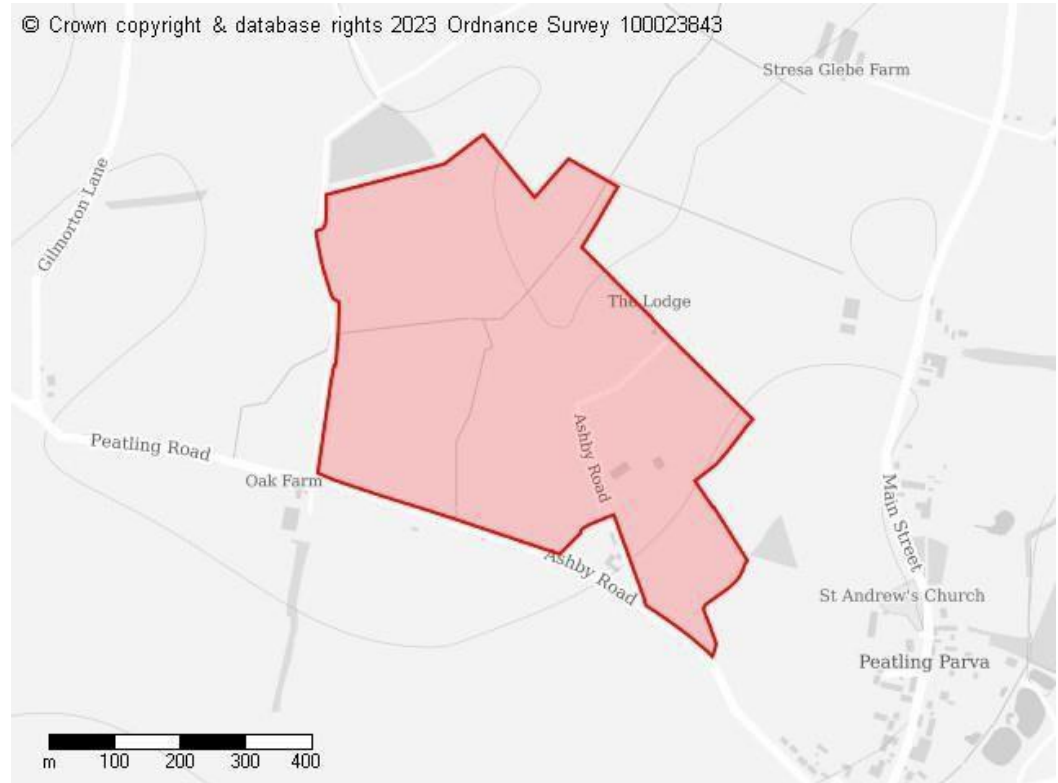 © Crown copyright & database rights 2023 Ordnance Survey 100023843
Stresa Glebe Farm
Gilmorton Lane
The Lodge
Peatling Road
Ashby Road
Oak Farm
Main Street
Ashby Road
St Andrew's Church
Peatling Parva
m 100 200 300 400